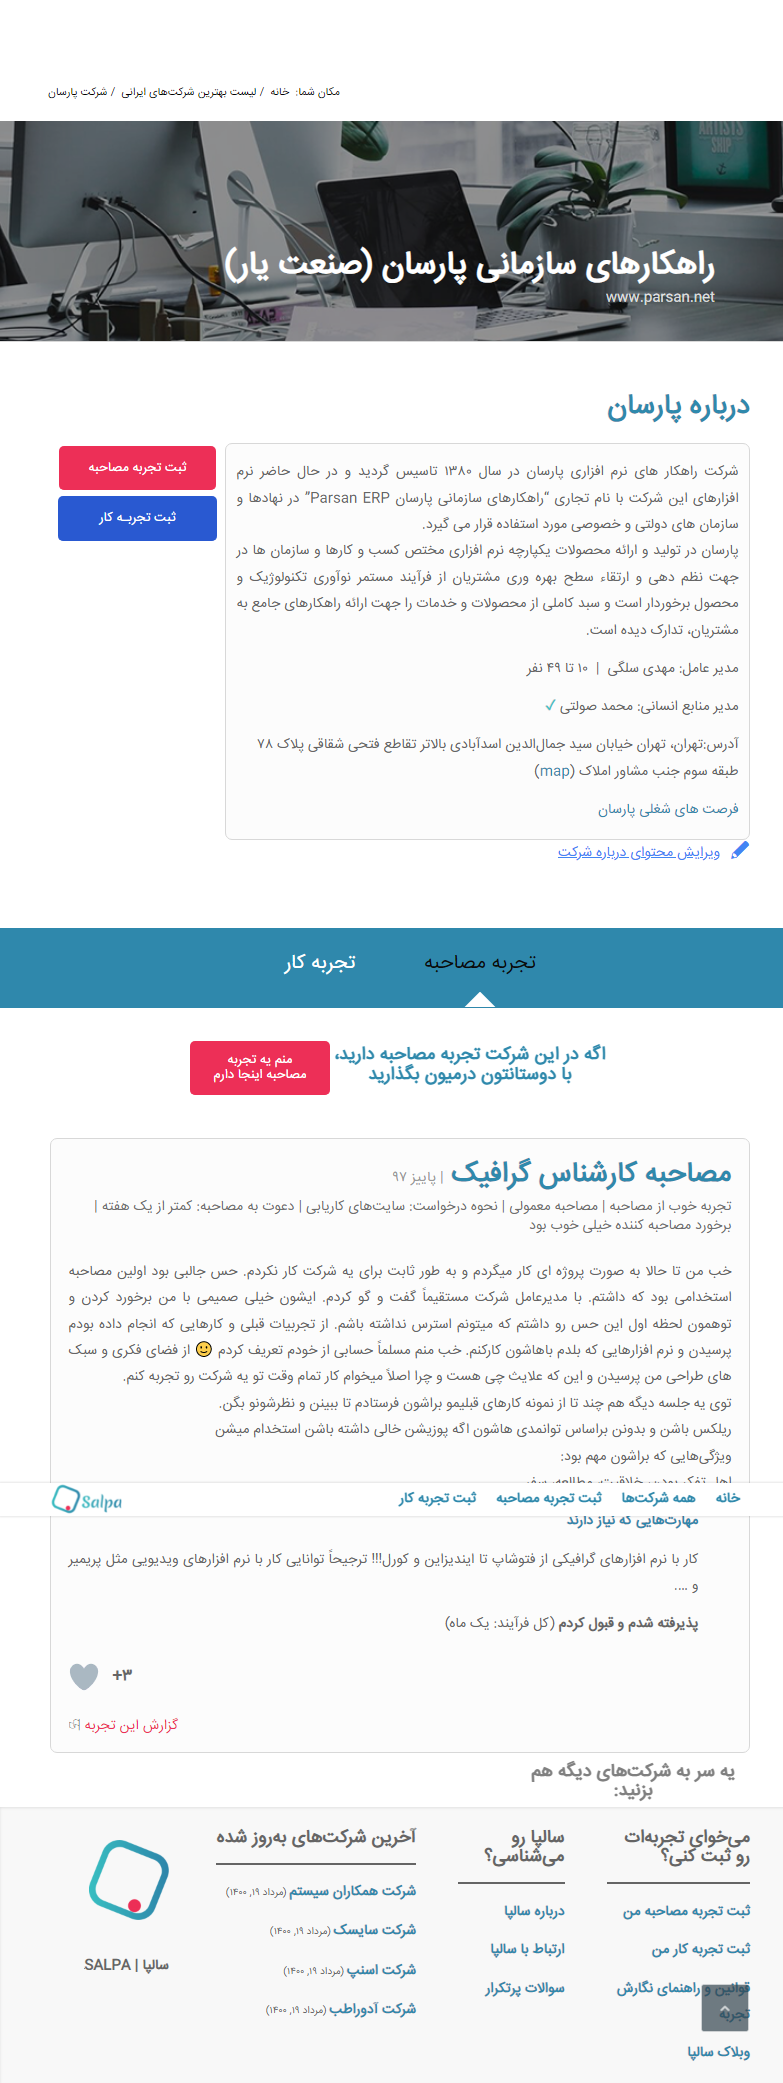 مکان شما: خانه / لیست بهترین شرکت‌های ایرانی / شرکت پارسان
ARTISTS
SHIP
راهکارهای سازمانی پارسان (صنعت یار)
www.parsan.net
درباره پارسان
ثبت تجربه مصاحبه
ثبت تجربـه کار
شرکت راهکار های نرم افزاری پارسان در سال ۱۳۸۰ تاسیس گردید و در حال حاضر نرم
افزارهای این شرکت با نام تجاری “راهکارهای سازمانی پارسان Parsan ERP” در نهادها و
سازمان های دولتی و خصوصی مورد استفاده قرار می گیرد.
پارسان در تولید و ارائه محصولات یکپارچه نرم افزاری مختص کسب و کارها و سازمان ها در
جهت نظم دهی و ارتقاء سطح بهره وری مشتریان از فرآیند مستمر نوآوری تکنولوژیک و
محصول برخوردار است و سبد کاملی از محصولات و خدمات را جهت ارائه راهکارهای جامع به
مشتریان، تدارک دیده است.
مدیر عامل: مهدی سلگی | ۱۰ تا ۴۹ نفر
مدیر منابع انسانی: محمد صولتی ✓
آدرس:تهران، تهران خیابان سید جمال‌الدین اسدآبادی بالاتر تقاطع فتحی شقاقی پلاک ۷۸
طبقه سوم جنب مشاور املاک (map)
فرصت های شغلی پارسان
ویرایش محتوای درباره شرکت
تجربه مصاحبه
تجربه کار
اگه در این شرکت تجربه مصاحبه دارید،
با دوستانتون درمیون بگذارید
منم یه تجربه
مصاحبه اینجا دارم
مصاحبه کارشناس گرافیک | پاییز ۹۷
تجربه خوب از مصاحبه | مصاحبه معمولی | نحوه درخواست: سایت‌های کاریابی | دعوت به مصاحبه: کمتر از یک هفته |
برخورد مصاحبه کننده خیلی خوب بود
خب من تا حالا به صورت پروژه ای کار میگردم و به طور ثابت برای یه شرکت کار نکردم. حس جالبی بود اولین مصاحبه
استخدامی بود که داشتم. با مدیرعامل شرکت مستقیماً گفت و گو کردم. ایشون خیلی صمیمی با من برخورد کردن و
توهمون لحظه اول این حس رو داشتم که میتونم استرس نداشته باشم. از تجربیات قبلی و کارهایی که انجام داده بودم
پرسیدن و نرم افزارهایی که بلدم باهاشون کارکنم. خب منم مسلماً حسابی از خودم تعریف کردم 🙂 از فضای فکری و سبک
های طراحی من پرسیدن و این که علایث چی هست و چرا اصلاً میخوام کار تمام وقت تو یه شرکت رو تجربه کنم.
توی یه جلسه دیگه هم چند تا از نمونه کارهای قبلیمو براشون فرستادم تا ببینن و نظرشونو بگن.
ریلکس باشن و بدونن براساس توانمندی هاشون اگه پوزیشن خالی داشته باشن استخدام میشن
ویژگی‌هایی که براشون مهم بود:
اهل تفکر بودن، خلاقیت، مطالعه، سفر
خانه همه شرکت‌ها ثبت تجربه مصاحبه ثبت تجربه کار
Salpa
مهارت‌هایی که نیاز دارند
کار با نرم افزارهای گرافیکی از فتوشاپ تا ایندیزاین و کورل!!! ترجیحاً توانایی کار با نرم افزارهای ویدیویی مثل پریمیر
و ….
پذیرفته شدم و قبول کردم (کل فرآیند: یک ماه)
+۳
گزارش این تجربه
یه سر به شرکت‌های دیگه هم
بزنید:
می‌خوای تجربه‌ات
رو ثبت کنی؟
ثبت تجربه مصاحبه من
ثبت تجربه کار من
قوانین و راهنمای نگارش
تجربه
وبلاگ سالپا
سالپا رو
می‌شناسی؟
درباره سالپا
ارتباط با سالپا
سوالات پرتکرار
آخرین شرکت‌های به‌روز شده
شرکت همکاران سیستم (مرداد ۱۹, ۱۴۰۰)
شرکت سایسک (مرداد ۱۹, ۱۴۰۰)
شرکت اسنپ (مرداد ۱۹, ۱۴۰۰)
شرکت آدوراطب (مرداد ۱۹, ۱۴۰۰)
سالپا | SALPA